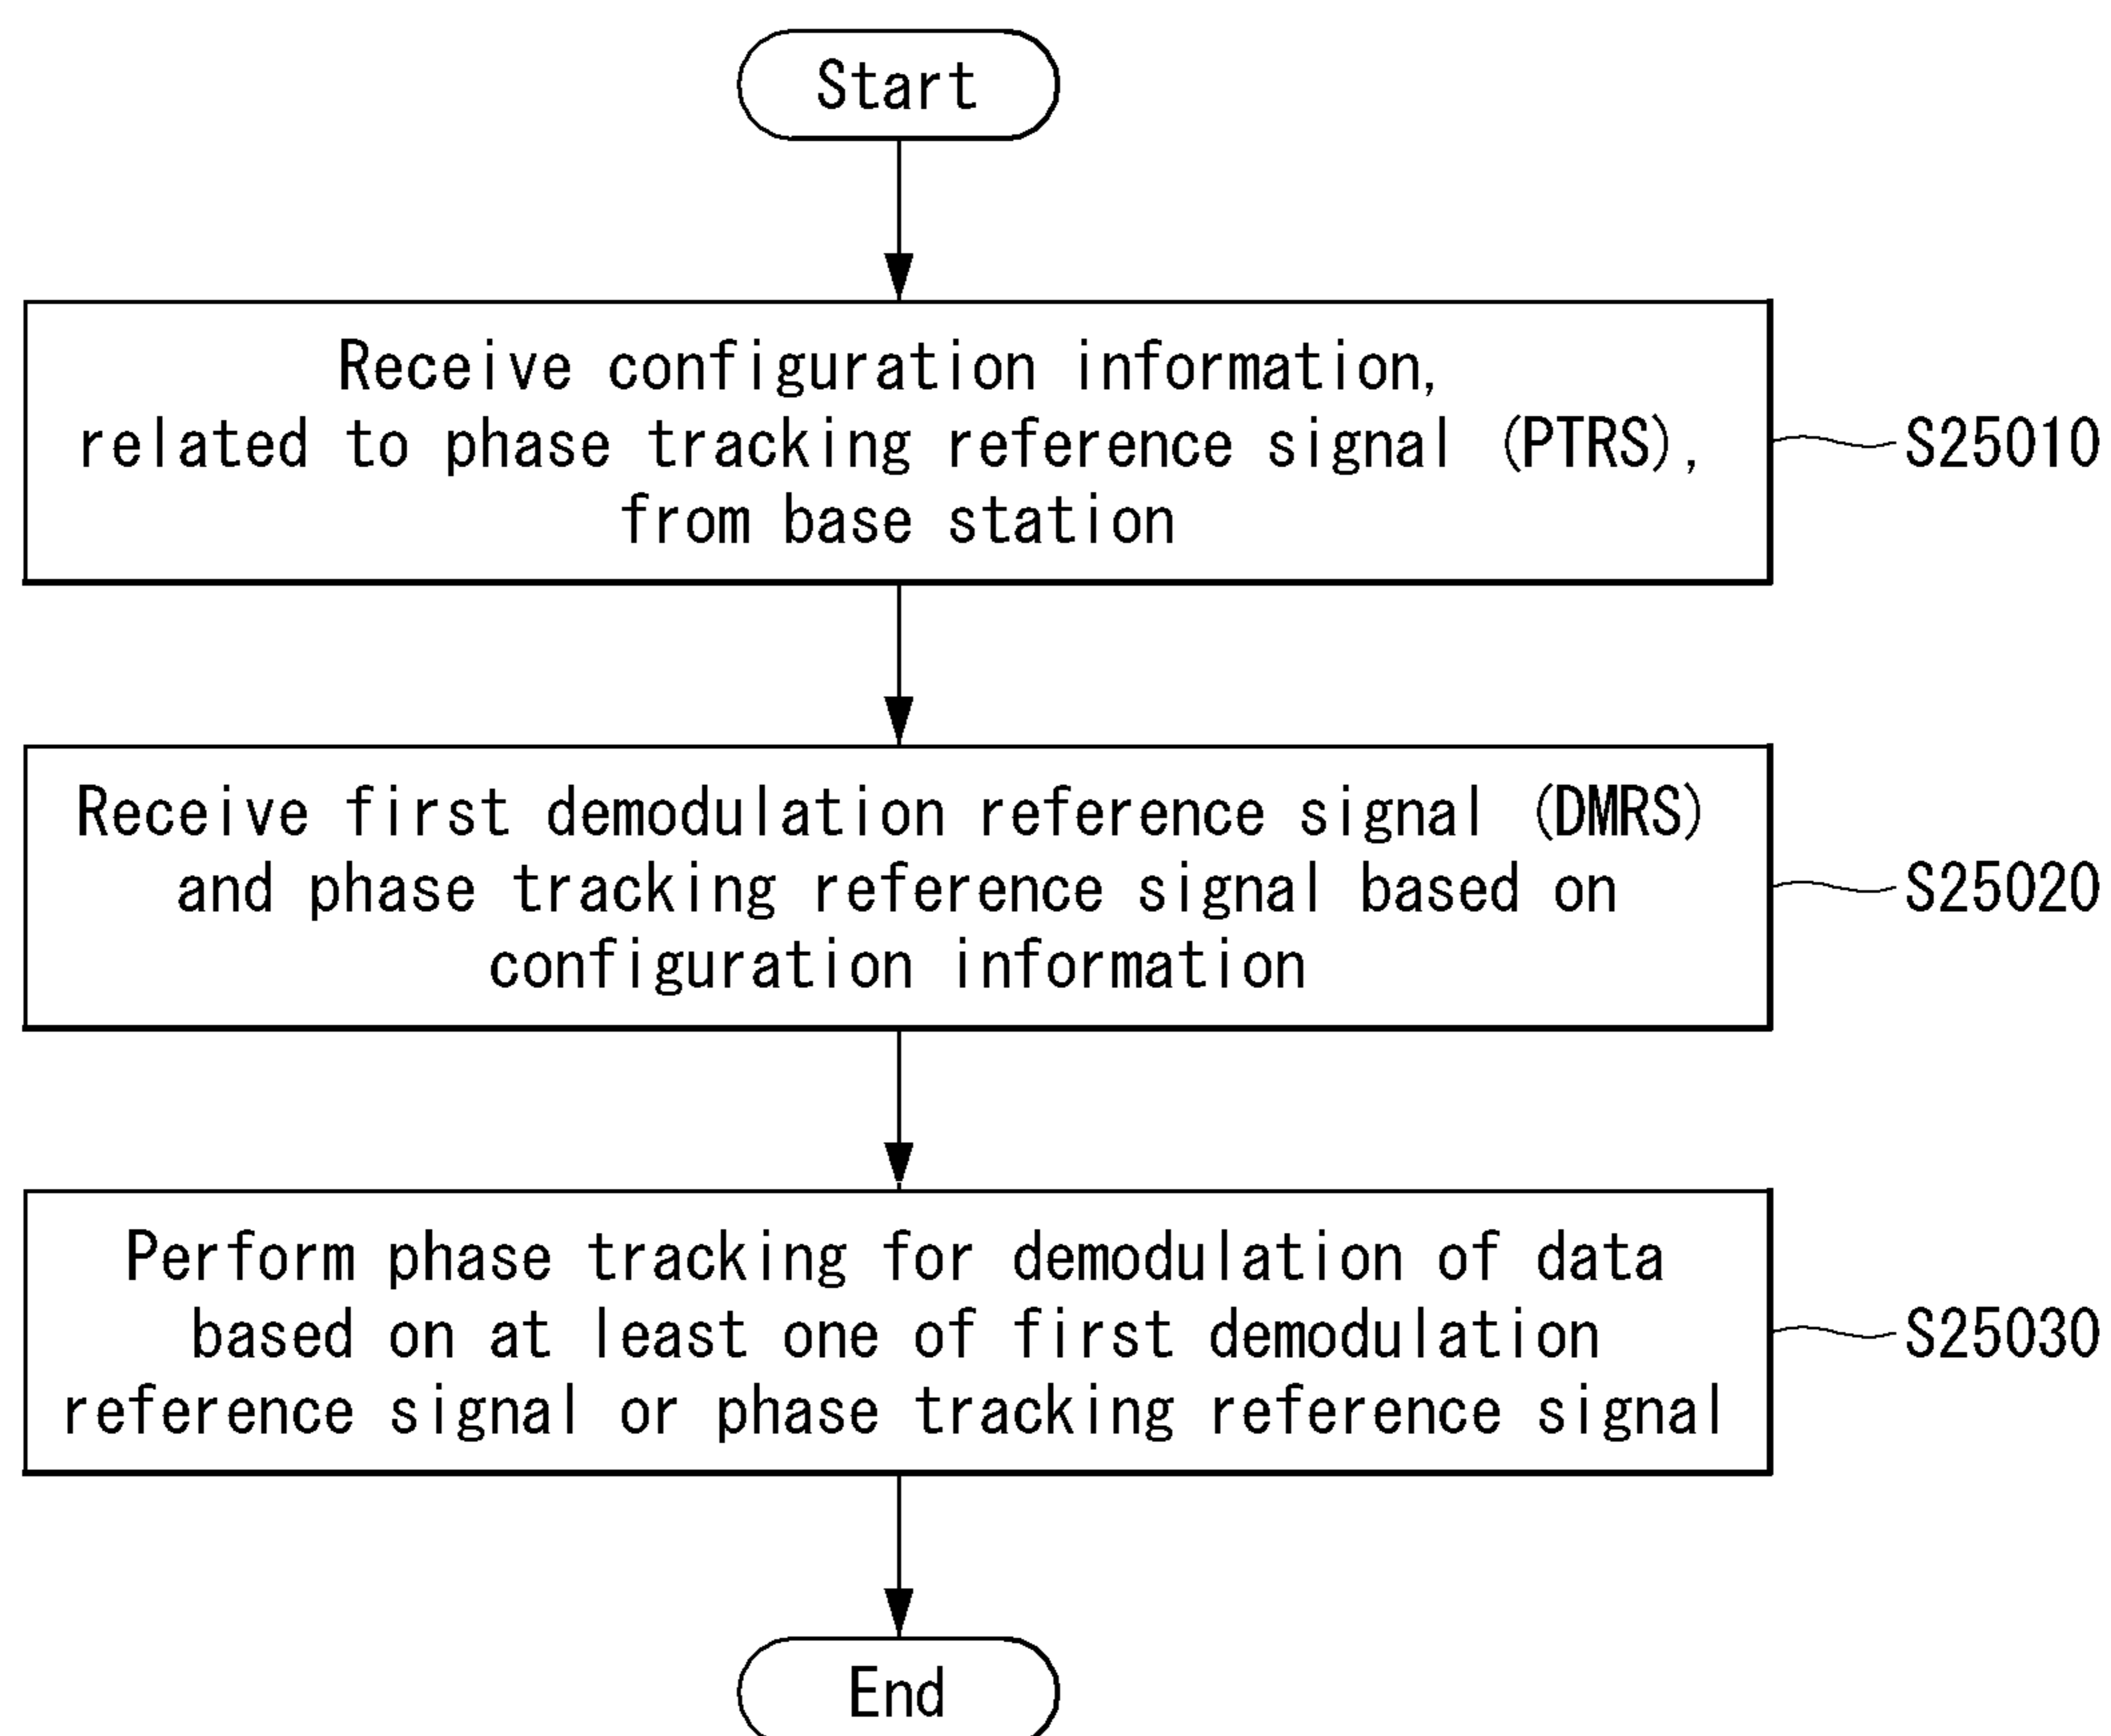 Start
Receive configuration information,
related to phase tracking reference signal (PTRS),
from base station
S25010
Receive first demodulation reference signal (DMRS)
and phase tracking reference signal based on
configuration information
S25020
Perform phase tracking for demodulation of data
based on at least one of first demodulation
reference signal or phase tracking reference signal
S25030
End